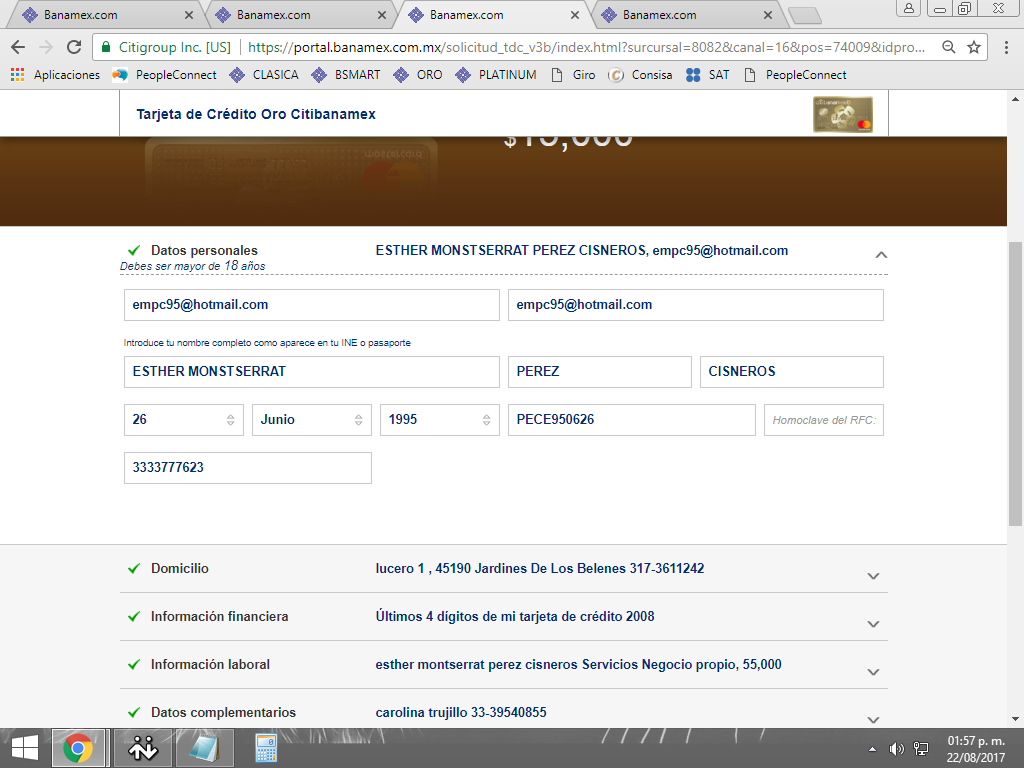 Banamex.com Banamex.com Banamex.com Banamex.com
Citigroup Inc. [US] https://portal.banamex.com.mx/solicitud_tdc_v3b/index.html?sucursal=8082&canal=16&pos=74009&idpro...
Aplicaciones PeopleConnect CLASICA BSMART ORO PLATINUM Giro Consisa SAT PeopleConnect
Tarjeta de Crédito Oro Citibanamex
Datos personales ESTHER MONSTSERRAT PEREZ CISNEROS, empc95@hotmail.com
Debes ser mayor de 18 años
empc95@hotmail.com empc95@hotmail.com
Introduce tu nombre completo como aparece en tu INE o pasaporte
ESTHER MONSTSERRAT PEREZ CISNEROS
26 Junio 1995 PECE950626 Homoclave del RFC:
3333777623
Domicilio lucero 1 , 45190 Jardines De Los Belenes 317-3611242
Información financiera Últimos 4 dígitos de mi tarjeta de crédito 2008
Información laboral esther montserrat perez cisneros Servicios Negocio propio, 55,000
Datos complementarios carolina trujillo 33-39540855
01:57 p. m.
22/08/2017